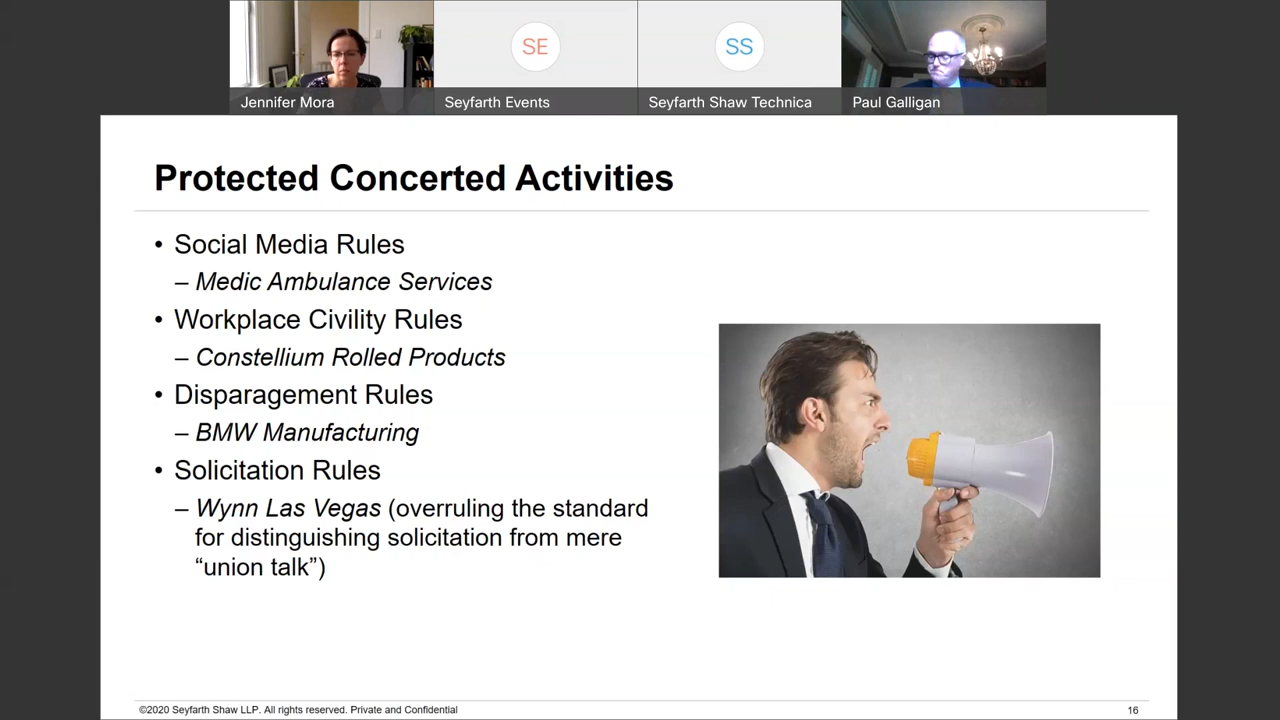 SE
SS
Jennifer Mora
Seyfarth Events
Seyfarth Shaw Technica
Paul Galligan
Protected Concerted Activities
• Social Media Rules
– Medic Ambulance Services
• Workplace Civility Rules
– Constellium Rolled Products
• Disparagement Rules
– BMW Manufacturing
• Solicitation Rules
– Wynn Las Vegas (overruling the standard
for distinguishing solicitation from mere
“union talk”)
©2020 Seyfarth Shaw LLP. All rights reserved. Private and Confidential
16